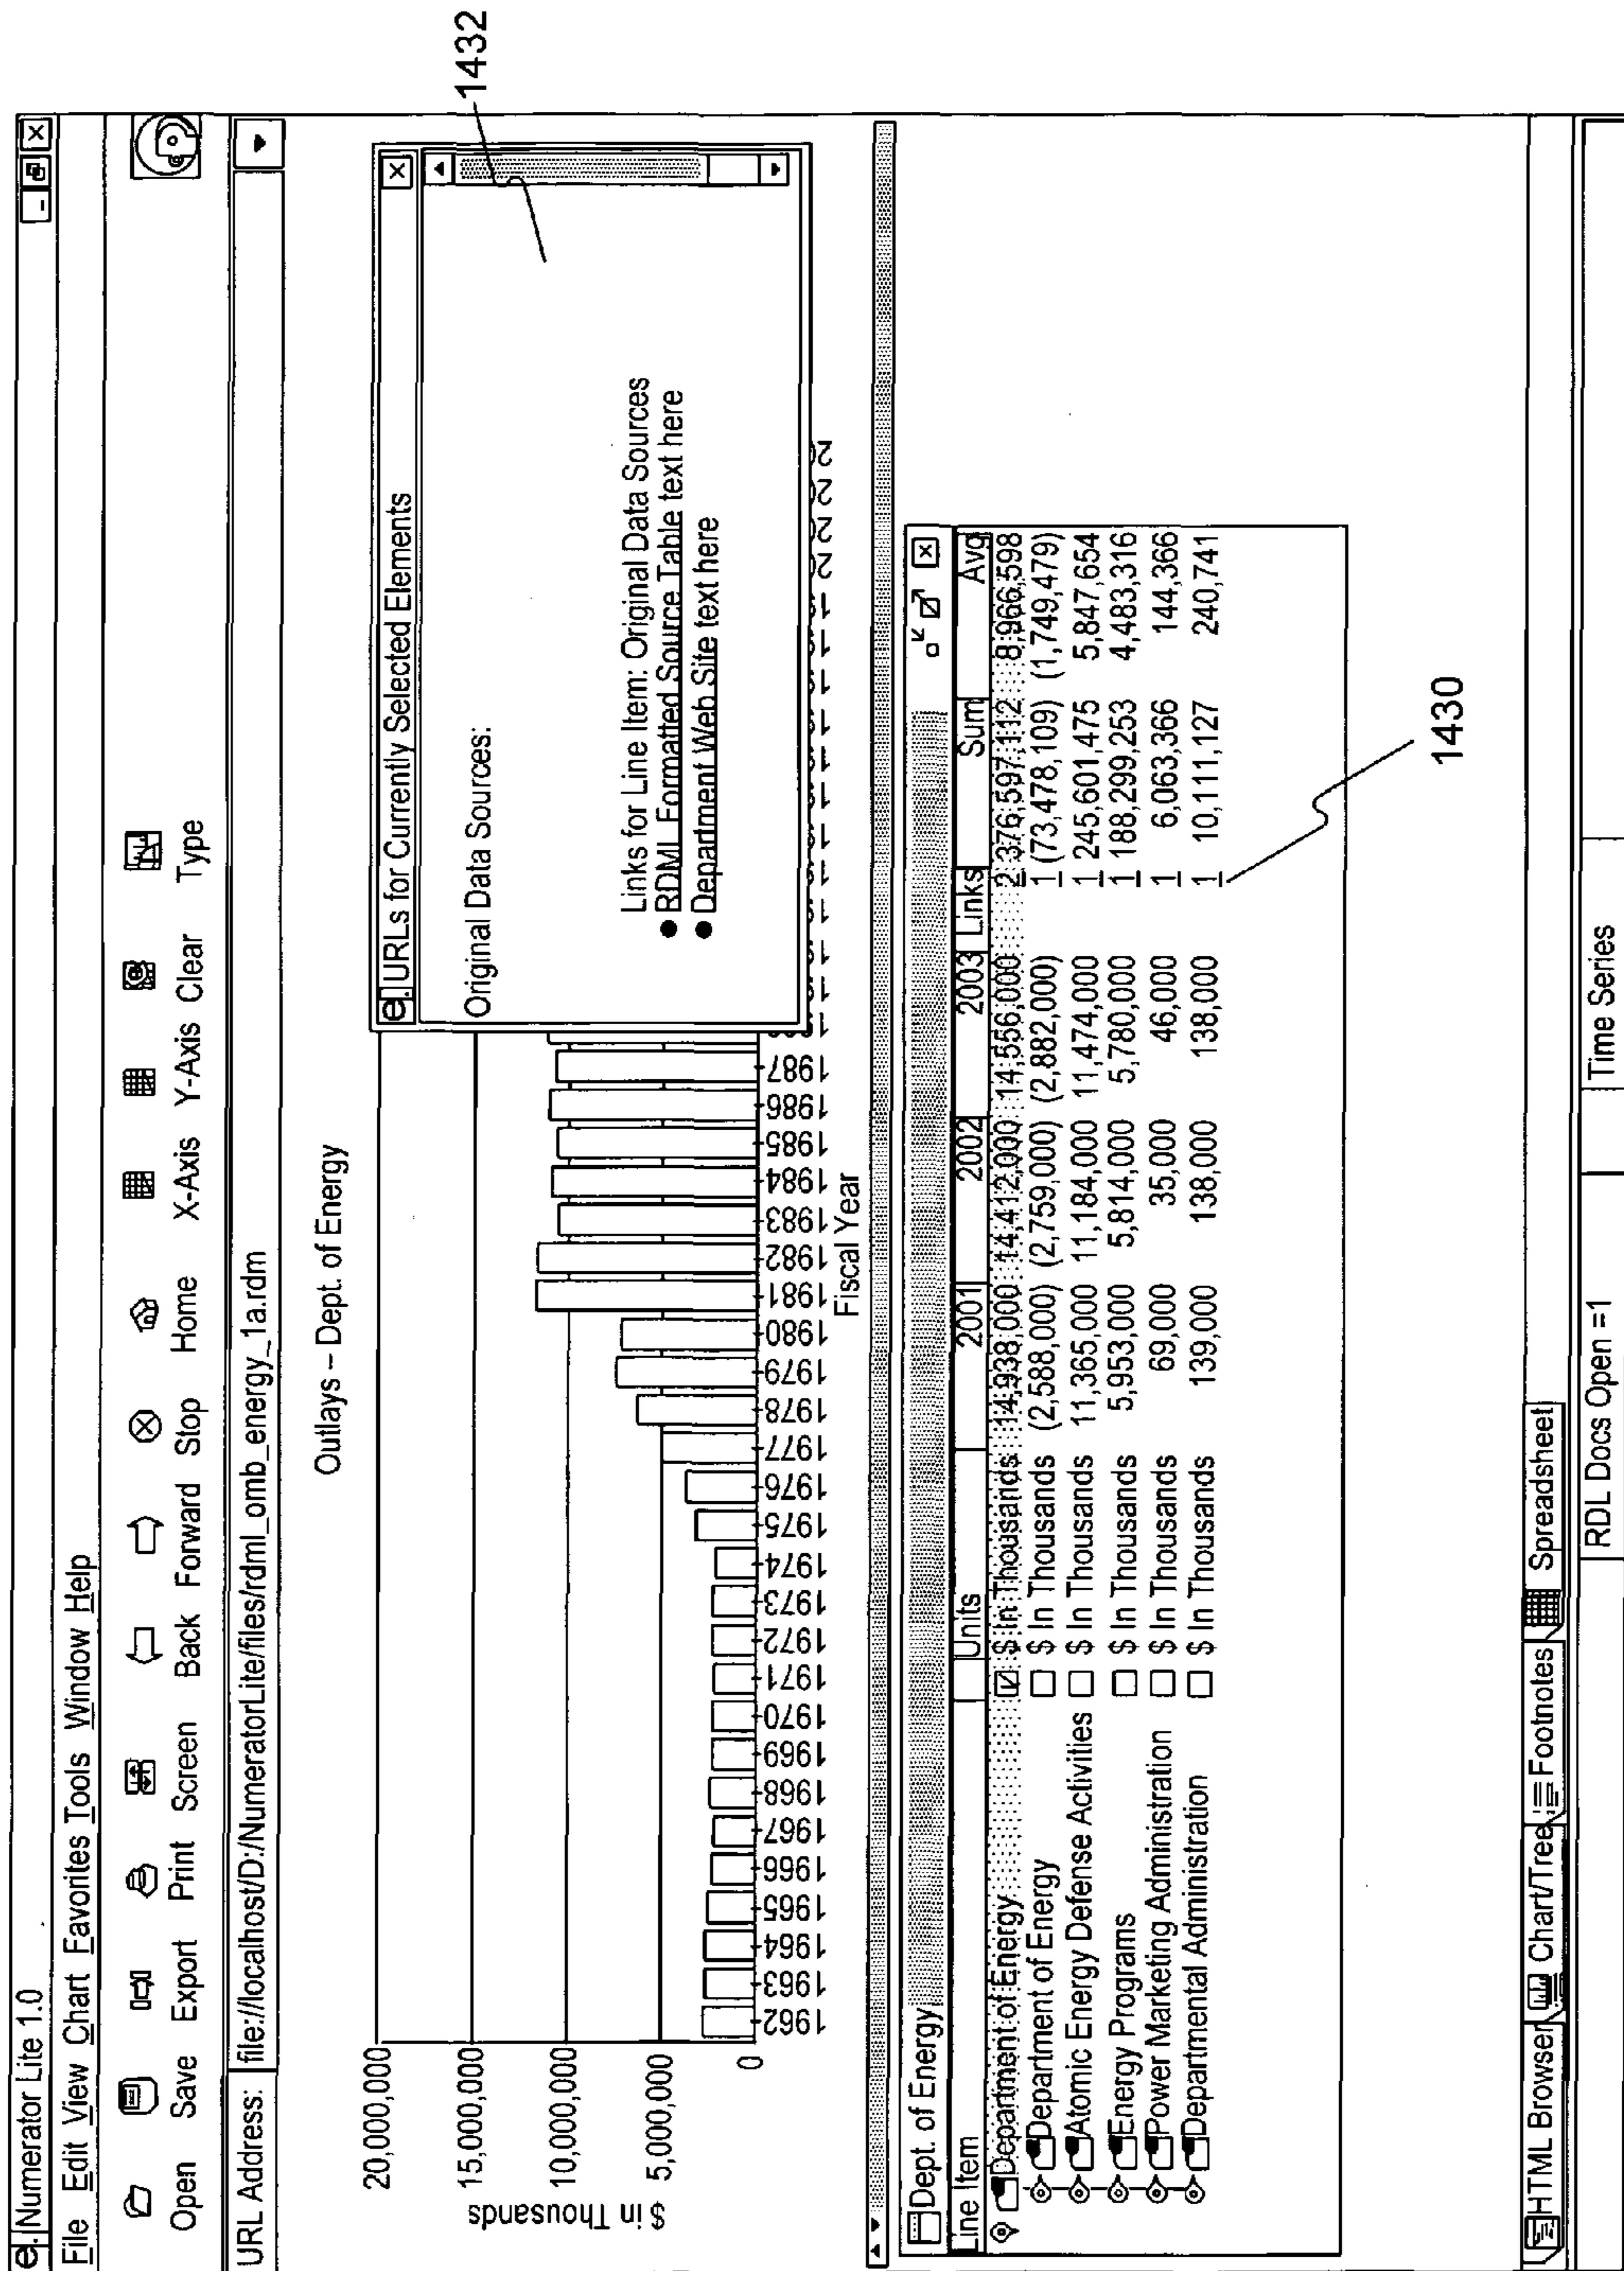 Numerator Lite 1.0
File Edit View Chart Favorites Tools Window Help
Open Save Export Print Screen Back Forward Stop Home X-Axis Y-Axis Clear Type
URL Address: file://localhost/D:/NumeratorLite/files/rdml_omb_energy_1a.rdm
Outlays – Dept. of Energy
$ in Thousands
20,000,000
15,000,000
10,000,000
5,000,000
0
1962 1963 1964 1965 1966 1967 1968 1969 1970 1971 1972 1973 1974 1975 1976 1977 1978 1979 1980 1981 1982 1983 1984 1985 1986 1987
Fiscal Year
URLs for Currently Selected Elements
Original Data Sources:
Links for Line Item: Original Data Sources
● RDML Formatted Source Table text here
● Department Web Site text here
1432
Dept. of Energy
Line Item Units 2001 2002 2003 Links Sum Avg
Department of Energy $ In Thousands 14,938,000 14,412,000 14,556,000 2 376,597,112 8,966,598
Department of Energy $ In Thousands (2,588,000) (2,759,000) (2,882,000) 1 (73,478,109) (1,749,479)
Atomic Energy Defense Activities $ In Thousands 11,365,000 11,184,000 11,474,000 1 245,601,475 5,847,654
Energy Programs $ In Thousands 5,953,000 5,814,000 5,780,000 1 188,299,253 4,483,316
Power Marketing Administration $ In Thousands 69,000 35,000 46,000 1 6,063,366 144,366
Departmental Administration $ In Thousands 139,000 138,000 138,000 1 10,111,127 240,741
1430
HTML Browser Chart/Tree Footnotes Spreadsheet
RDL Docs Open =1 Time Series